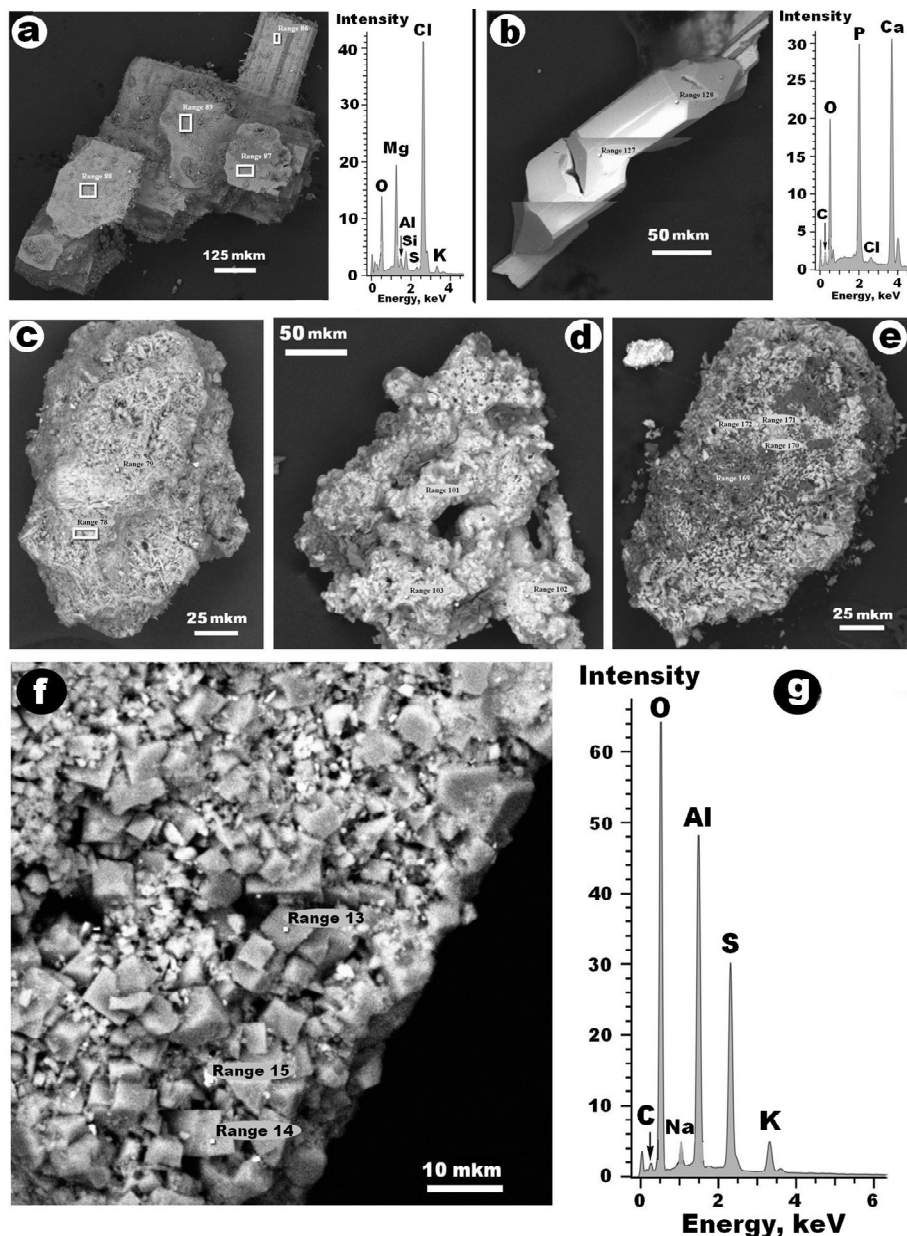 a
Range 86
Range 89
Range 87
Range 88
125 mkm
Intensity
Cl
40
30
Mg
20
O
Al
10
Si
S
K
0
0 2 4
Energy, keV
b
Range 128
Range 127
50 mkm
Intensity
P
Ca
30
25
O
20
15
10
C
5
Cl
0
0 2 4
Energy, keV
c
Range 79
Range 78
25 mkm
50 mkm
d
Range 101
Range 103
Range 102
e
Range 172
Range 171
Range 170
Range 169
25 mkm
f
Range 13
Range 15
Range 14
10 mkm
Intensity
g
O
60
50
Al
40
30
S
20
10
C
Na
K
0
0 2 4 6
Energy, keV